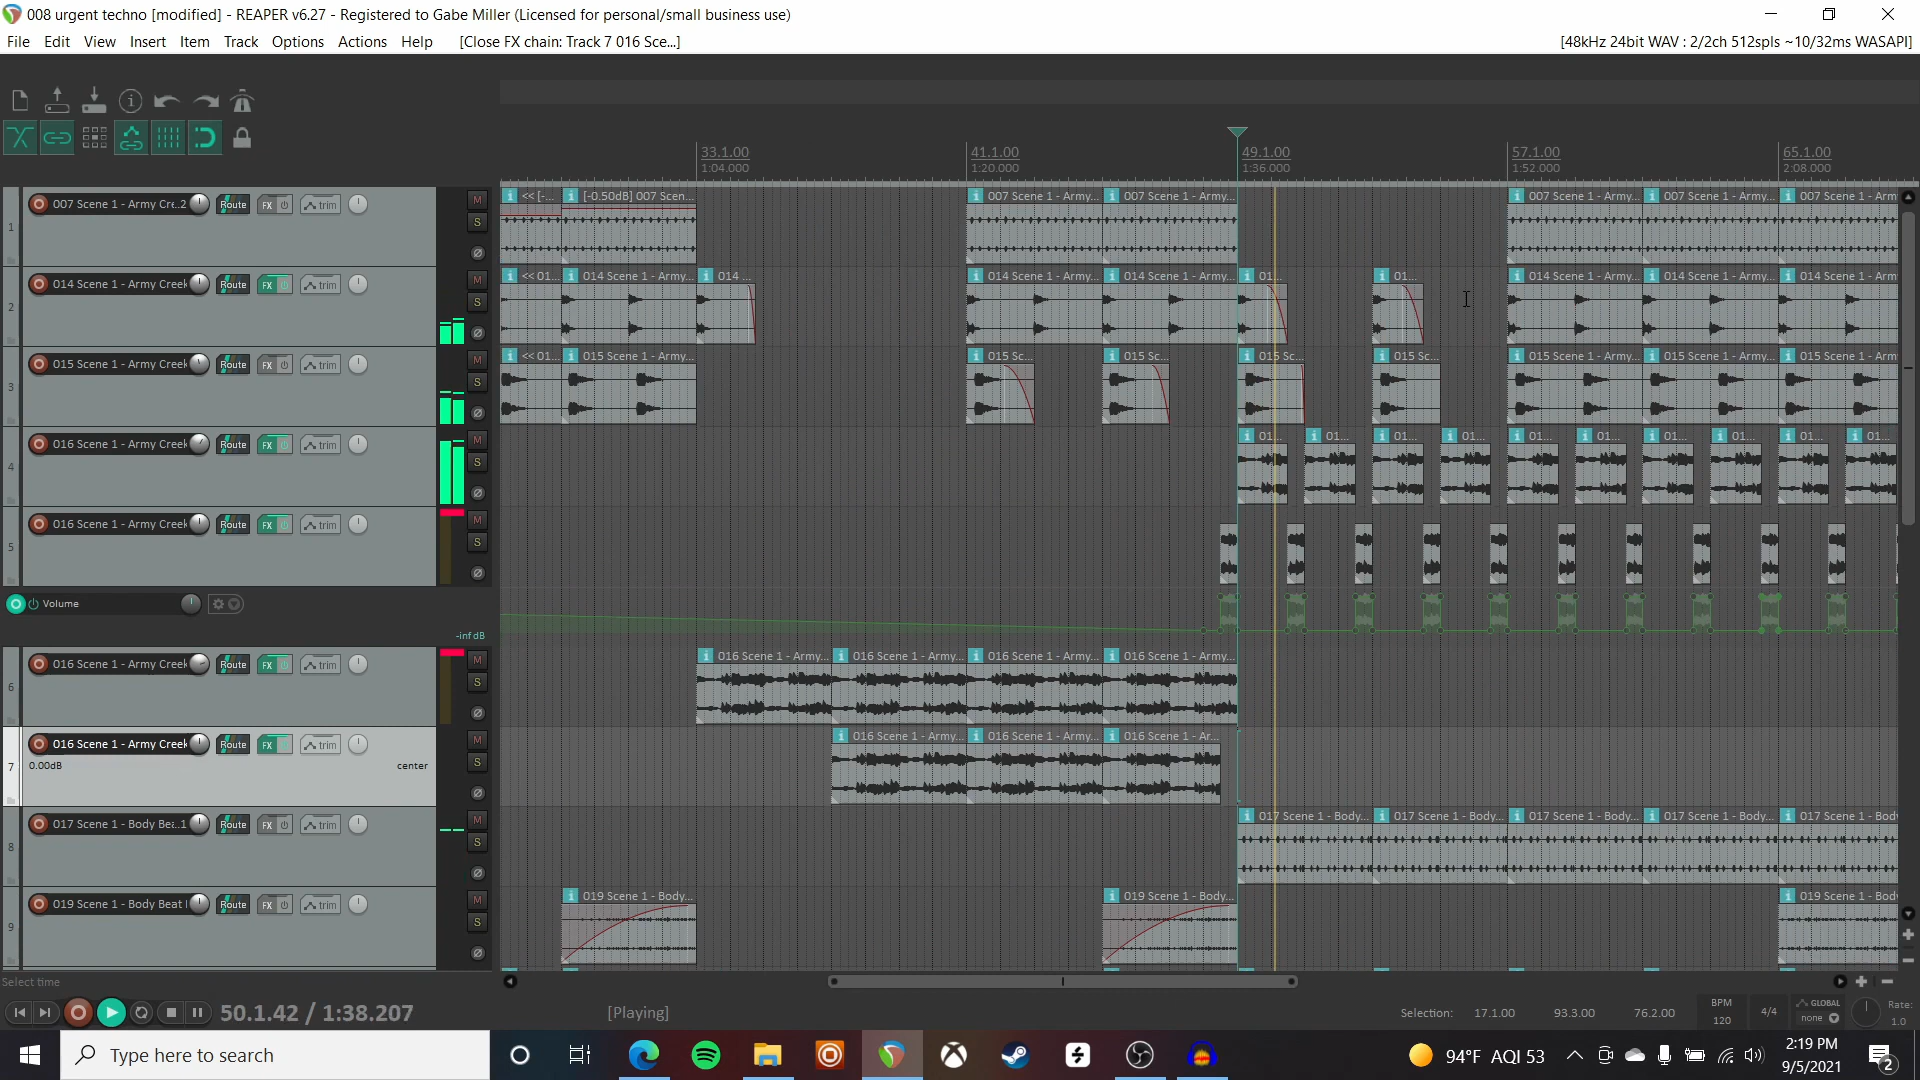 008 urgent techno [modified] - REAPER v6.27 - Registered to Gabe Miller (Licensed for personal/small business use)
File Edit View Insert Item Track Options Actions Help [Close FX chain: Track 7 016 Sce...] [48kHz 24bit WAV : 2/2ch 512spls ~10/32ms WASAPI]
33.1.00 41.1.00 49.1.00 57.1.00 65.1.00
1:04.000 1:20.000 1:36.000 1:52.000 2:08.000
1 007 Scene 1 - Army Cr..2 Route FX trim M S
<< [-... [-0.50dB] 007 Scen... 007 Scene 1 - Army... 007 Scene 1 - Army... 007 Scene 1 - Army... 007 Scene 1 - Army... 007 Scene 1 - Arm
2 014 Scene 1 - Army Creek Route FX trim M S
<< 01... 014 Scene 1 - Army... 014 ... 014 Scene 1 - Army... 014 Scene 1 - Army... 01... 01... 014 Scene 1 - Army... 014 Scene 1 - Army... 014 Scene 1 - Arm
3 015 Scene 1 - Army Creek Route FX trim M S
<< 01... 015 Scene 1 - Army... 015 Sc... 015 Sc... 015 Sc... 015 Sc... 015 Scene 1 - Army... 015 Scene 1 - Army... 015 Scene 1 - Arm
4 016 Scene 1 - Army Creek Route FX trim M S
01... 01... 01... 01... 01... 01... 01... 01... 01... 01...
5 016 Scene 1 - Army Creek Route FX trim M S
Volume
-inf dB
6 016 Scene 1 - Army Creek Route FX trim M S
016 Scene 1 - Army... 016 Scene 1 - Army... 016 Scene 1 - Army... 016 Scene 1 - Army...
7 016 Scene 1 - Army Creek Route FX trim M S
0.00dB center
016 Scene 1 - Army... 016 Scene 1 - Army... 016 Scene 1 - Ar...
8 017 Scene 1 - Body Be..1 Route FX trim M S
017 Scene 1 - Body... 017 Scene 1 - Body... 017 Scene 1 - Body... 017 Scene 1 - Body... 017 Scene 1 - Bod
9 019 Scene 1 - Body Beat Route FX trim M S
019 Scene 1 - Body... 019 Scene 1 - Body... 019 Scene 1 - Bod
Select time
50.1.42 / 1:38.207 [Playing] Selection: 17.1.00 93.3.00 76.2.00 BPM 120 4/4 GLOBAL none Rate: 1.0
Type here to search 94°F AQI 53 2:19 PM
9/5/2021 2